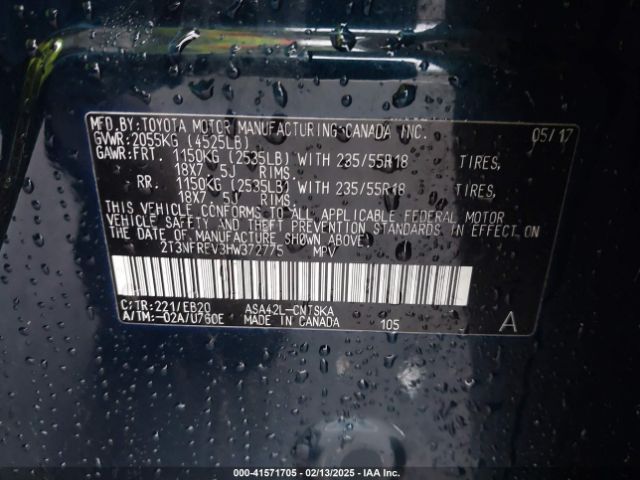 MFD. BY: TOYOTA MOTOR MANUFACTURING CANADA INC. 05/17
GVWR: 2055KG (4525LB)
GAWR: FRT. 1150KG (2535LB) WITH 235/55R18 TIRES,
18X7.5J RIMS.
RR. 1150KG (2535LB) WITH 235/55R18 TIRES,
18X7.5J RIMS.
THIS VEHICLE CONFORMS TO ALL APPLICABLE FEDERAL MOTOR
VEHICLE SAFETY AND THEFT PREVENTION STANDARDS IN EFFECT ON
THE DATE OF MANUFACTURE SHOWN ABOVE.
2T3NFREV3HW372775 MPV
C/TR:221/EB20 ASA42L-CNTSKA
A/TM:-02A/U760E MADE IN CANADA 105 A
000-41571705 - 02/13/2025 - IAA Inc.